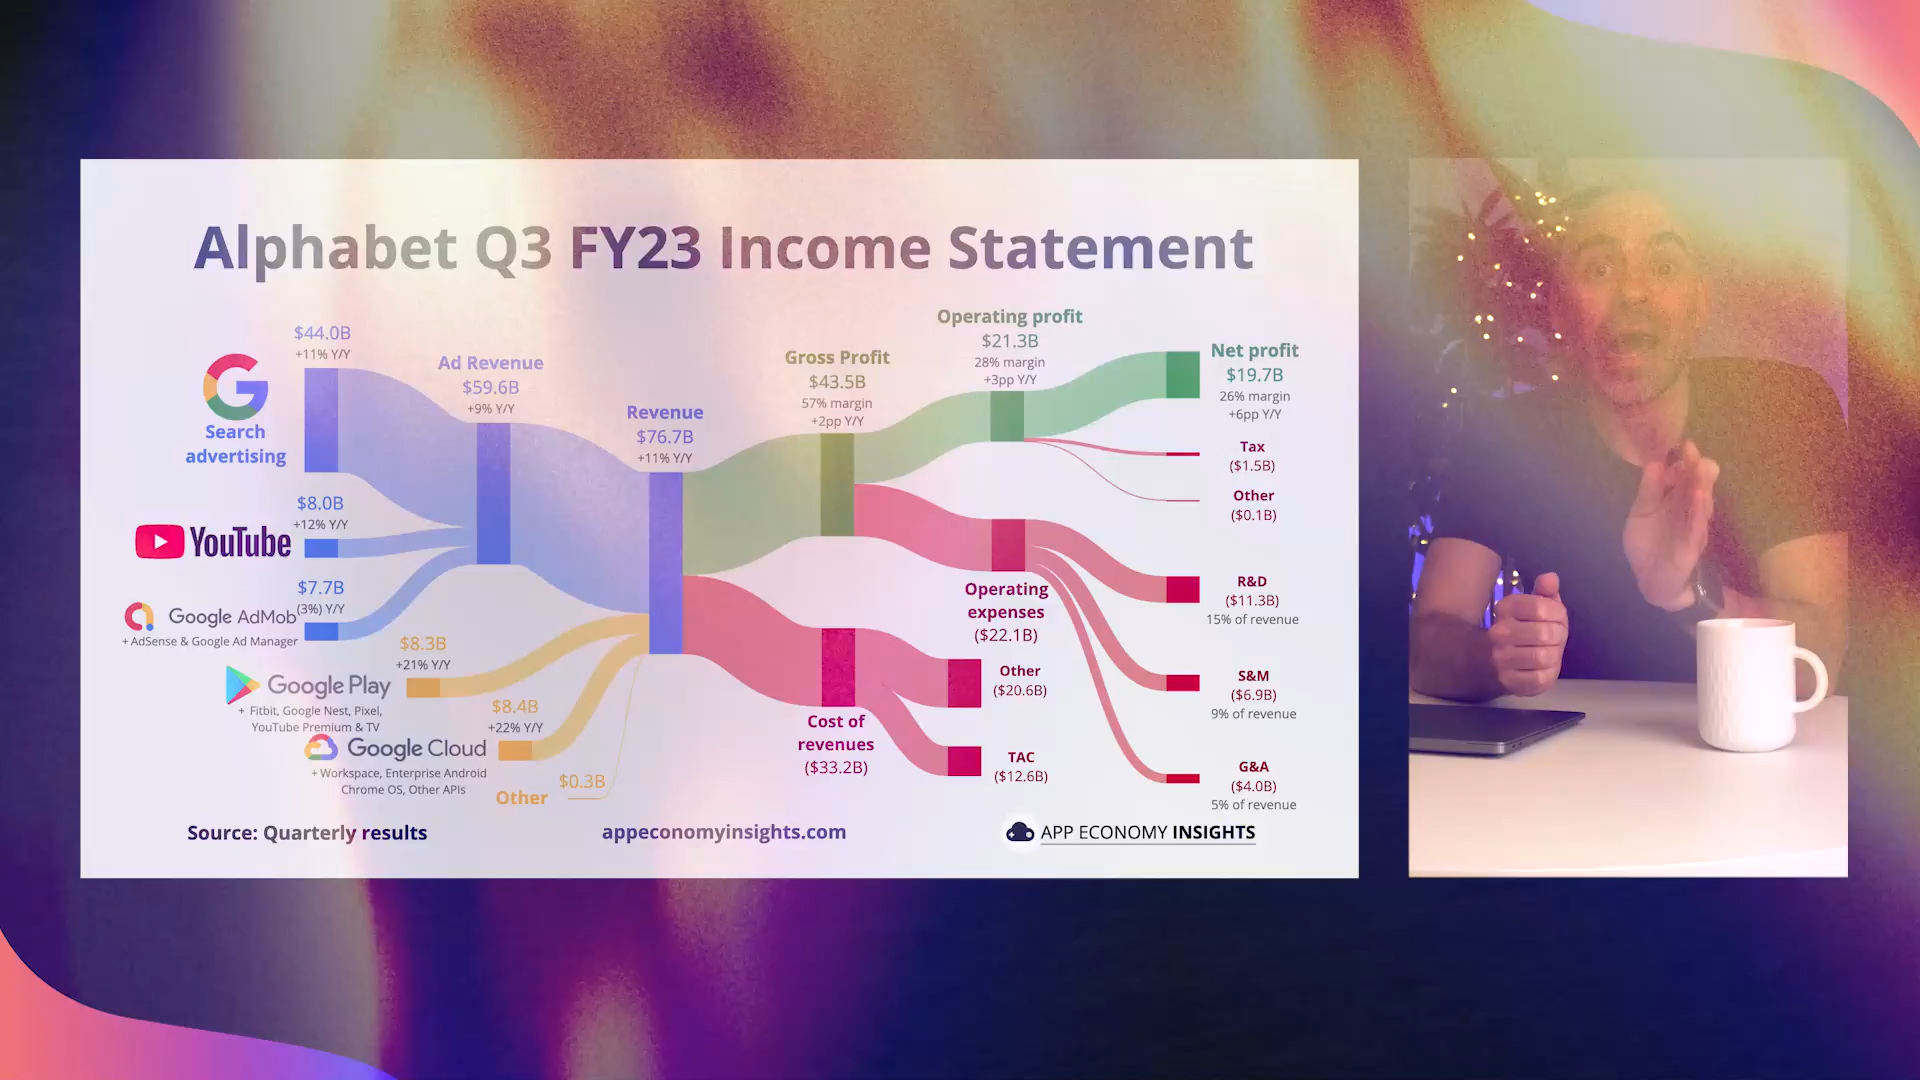 Alphabet Q3 FY23 Income Statement
$44.0B
+11% Y/Y
Search
advertising
$8.0B
+12% Y/Y
YouTube
$7.7B
(3%) Y/Y
Google AdMob
+ AdSense & Google Ad Manager
Ad Revenue
$59.6B
+9% Y/Y
$8.3B
+21% Y/Y
Google Play
+ Fitbit, Google Nest, Pixel,
YouTube Premium & TV
$8.4B
+22% Y/Y
Google Cloud
+ Workspace, Enterprise Android
Chrome OS, Other APIs
$0.3B
Other
Revenue
$76.7B
+11% Y/Y
Gross Profit
$43.5B
57% margin
+2pp Y/Y
Cost of
revenues
($33.2B)
Operating profit
$21.3B
28% margin
+3pp Y/Y
Operating
expenses
($22.1B)
Other
($20.6B)
TAC
($12.6B)
Net profit
$19.7B
26% margin
+6pp Y/Y
Tax
($1.5B)
Other
($0.1B)
R&D
($11.3B)
15% of revenue
S&M
($6.9B)
9% of revenue
G&A
($4.0B)
5% of revenue
Source: Quarterly results
appeconomyinsights.com
APP ECONOMY INSIGHTS